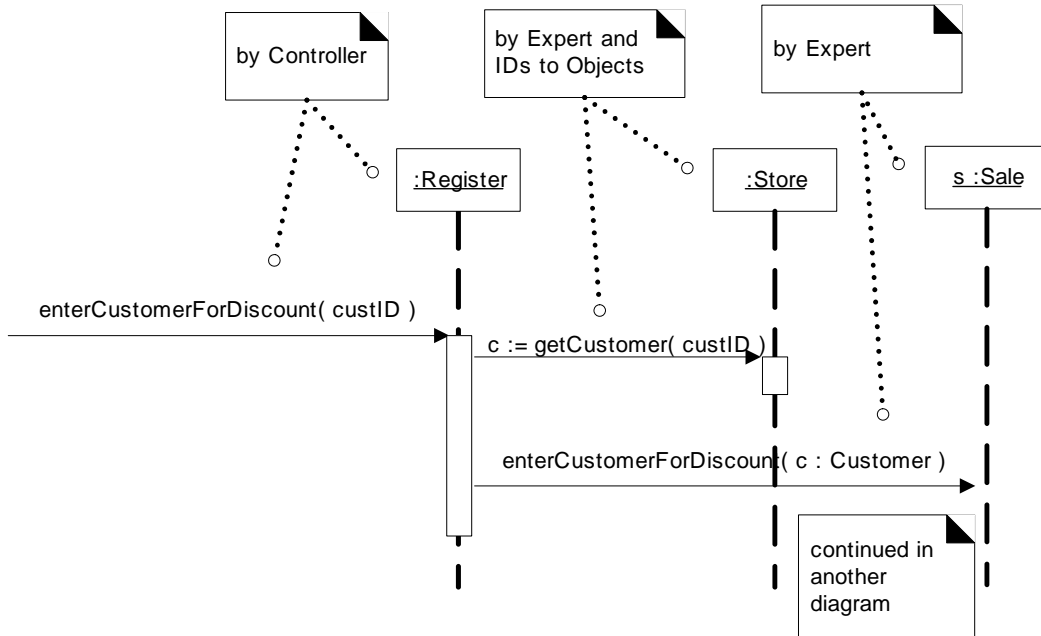 by Controller
by Expert and
IDs to Objects
by Expert
:Register
:Store
s :Sale
enterCustomerForDiscount( custID )
c := getCustomer( custID )
enterCustomerForDiscount( c : Customer )
continued in
another
diagram